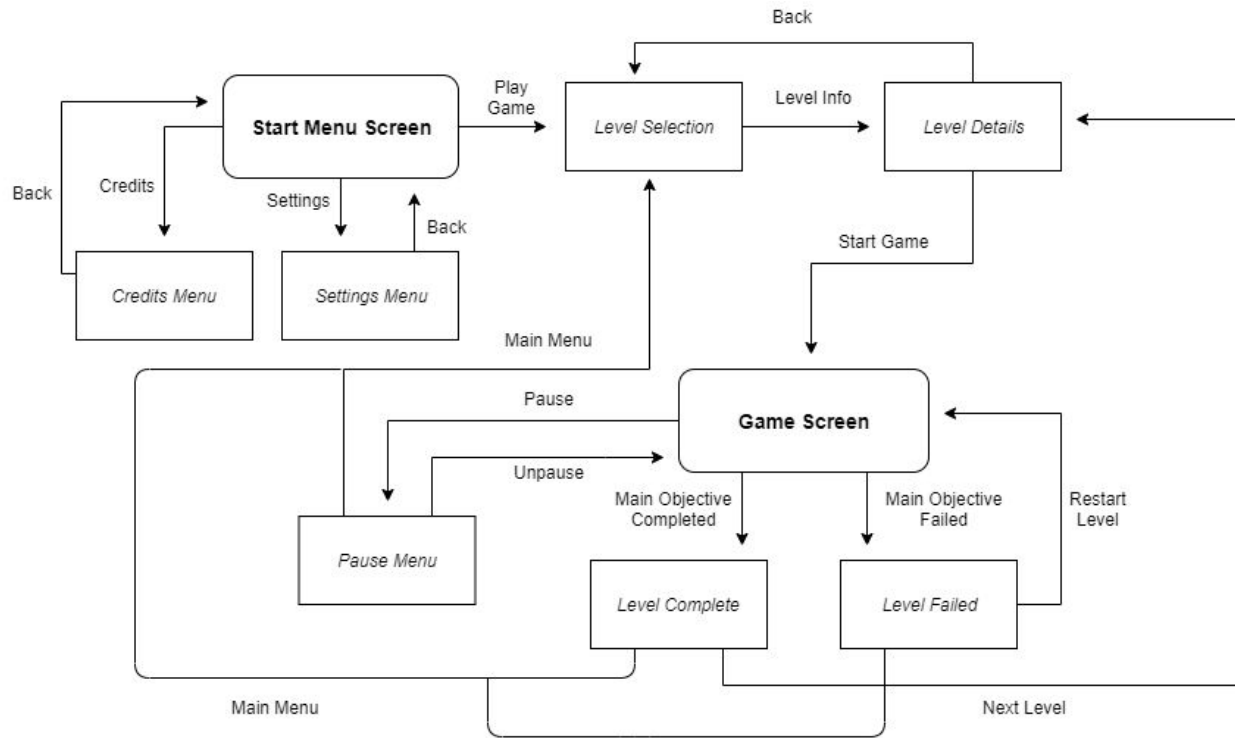 Back
Play
Game
Level Info
Start Menu Screen
Level Selection
Level Details
Back
Credits
Settings
Back
Start Game
Credits Menu
Settings Menu
Main Menu
Pause
Game Screen
Unpause
Main Objective
Completed
Main Objective
Failed
Restart
Level
Pause Menu
Level Complete
Level Failed
Main Menu
Next Level